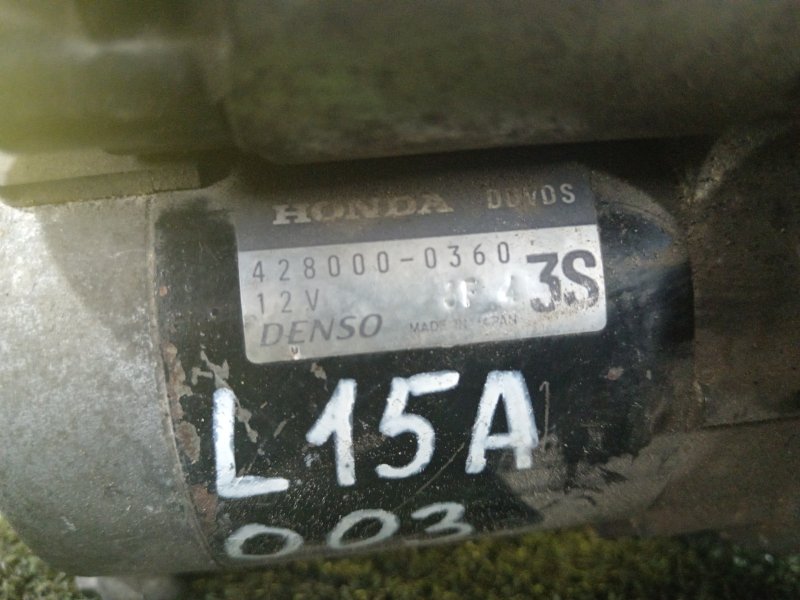 HONDA
428000-0360
12V 3S
DENSO MADE IN JAPAN
L15A
003